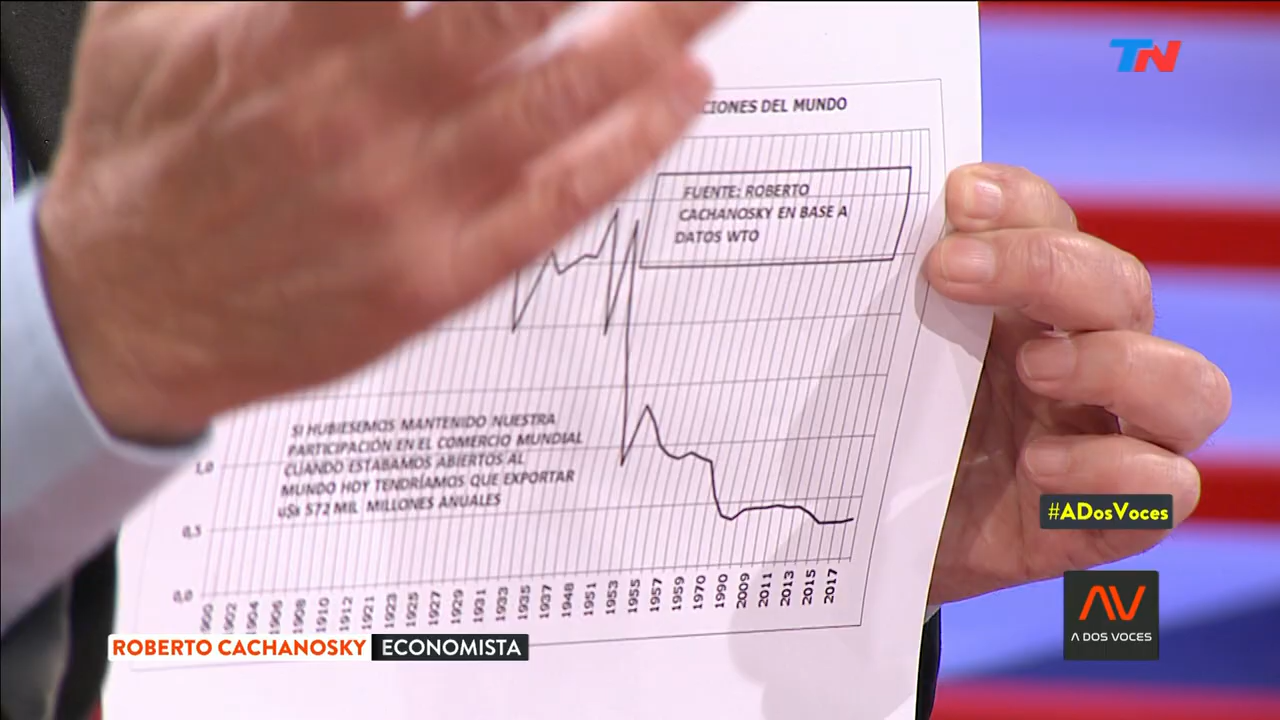 TN
CIONES DEL MUNDO
FUENTE: ROBERTO
CACHANOSKY EN BASE A
DATOS WTO
SI HUBIESEMOS MANTENIDO NUESTRA
PARTICIPACIÓN EN EL COMERCIO MUNDIAL
CUANDO ESTABAMOS ABIERTOS AL
MUNDO HOY TENDRÍAMOS QUE EXPORTAR
U$s 572 MIL MILLONES ANUALES
1,0
0,5
0,0
1900 1902 1904 1906 1908 1910 1912 1921 1923 1925 1927 1929 1931 1933 1935 1937 1948 1951 1953 1955 1957 1959 1970 1990 2009 2011 2013 2015 2017
#ADosVoces
AV
A DOS VOCES
ROBERTO CACHANOSKY ECONOMISTA